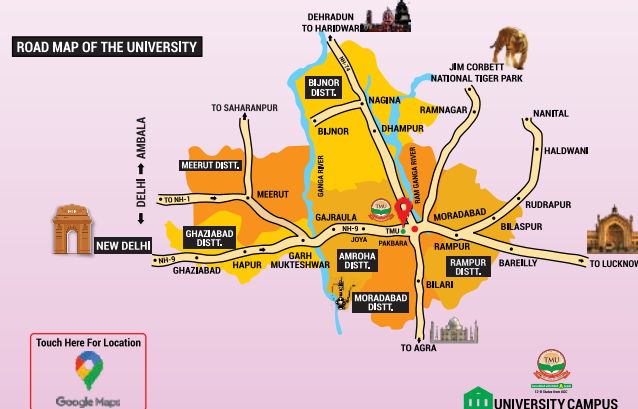 DEHRADUN
TO HARIDWAR
ROAD MAP OF THE UNIVERSITY
NH-74
JIM CORBETT
NATIONAL TIGER PARK
BIJNOR
DISTT.
NAGINA
TO SAHARANPUR
RAMNAGAR
NANITAL
BIJNOR
DHAMPUR
DELHI AMBALA
HALDWANI
MEERUT DISTT.
GANGA RIVER
RAM GANGA RIVER
TO NH-1
MEERUT
RUDRAPUR
TMU
MORADABAD
GAJRAULA
BILASPUR
GHAZIABAD
DISTT.
NH-9
TMU
JOYA
PAKBARA
NEW DELHI
RAMPUR
BAREILLY
NH-9
HAPUR
GARH
MUKTESHWAR
AMROHA
DISTT.
RAMPUR
DISTT.
TO LUCKNOW
GHAZIABAD
BILARI
MORADABAD
DISTT.
TO AGRA
Touch Here For Location
Google Maps
TMU
UNIVERSITY CAMPUS